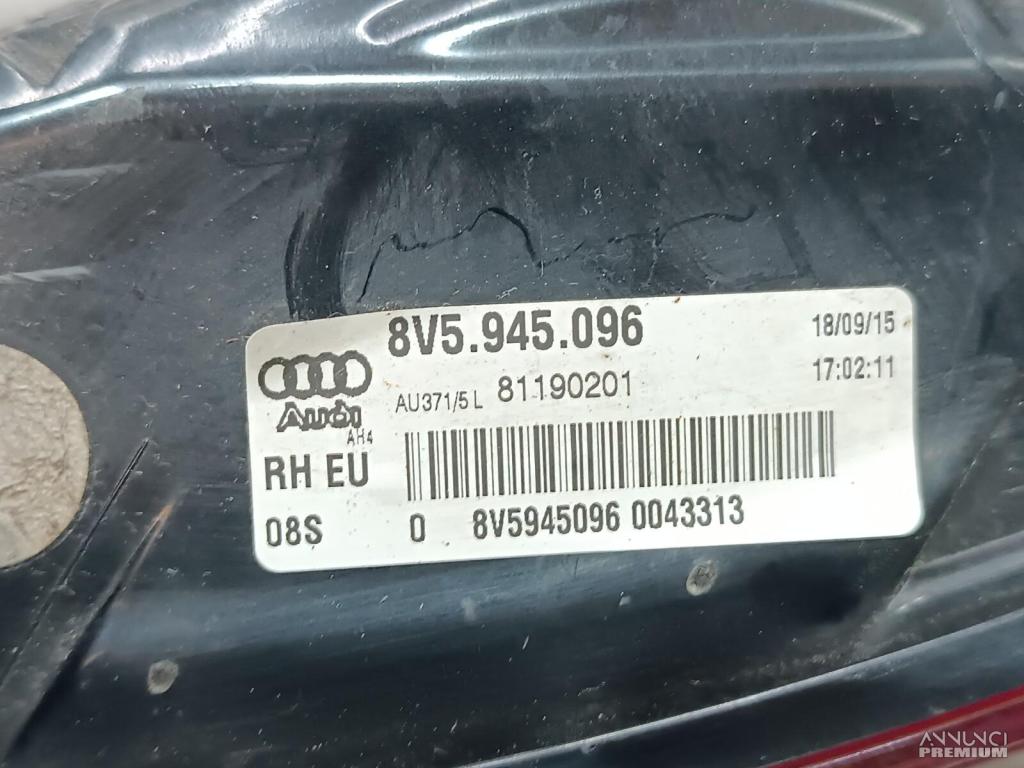 8V5.945.096
18/09/15
Audi
AU371/5 L 81190201
17:02:11
AH4
RH EU
08S
0 8V5945096 0043313
ANNUNCI
PREMIUM